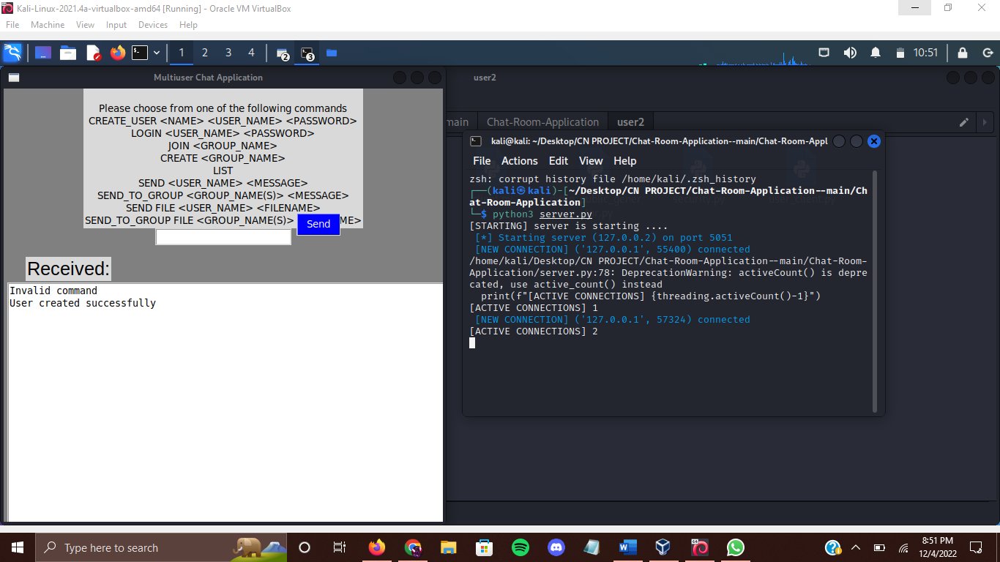 Kali-Linux-2021.4a-virtualbox-amd64 [Running] - Oracle VM VirtualBox
File Machine View Input Devices Help
1 2 3 4 2 3 10:51
Multiuser Chat Application
user2
Please choose from one of the following commands
CREATE_USER <NAME> <USER_NAME> <PASSWORD>
LOGIN <USER_NAME> <PASSWORD>
JOIN <GROUP_NAME>
CREATE <GROUP_NAME>
LIST
SEND <USER_NAME> <MESSAGE>
SEND_TO_GROUP <GROUP_NAME(S)> <MESSAGE>
SEND FILE <USER_NAME> <FILENAME>
SEND_TO_GROUP FILE <GROUP_NAME(S)> ME>
Send
Received:
Invalid command
User created successfully
main Chat-Room-Application user2
kali@kali: ~/Desktop/CN PROJECT/Chat-Room-Application--main/Chat-Room-Appl
File Actions Edit View Help
zsh: corrupt history file /home/kali/.zsh_history
┌──(kali㉿kali)-[~/Desktop/CN PROJECT/Chat-Room-Application--main/Ch
at-Room-Application]
└─$ python3 server.py
[STARTING] server is starting ....
[*] Starting server (127.0.0.2) on port 5051
[NEW CONNECTION] ('127.0.0.1', 55400) connected
/home/kali/Desktop/CN PROJECT/Chat-Room-Application--main/Chat-Room-
Application/server.py:78: DeprecationWarning: activeCount() is depre
cated, use active_count() instead
print(f"[ACTIVE CONNECTIONS] {threading.activeCount()-1}")
[ACTIVE CONNECTIONS] 1
[NEW CONNECTION] ('127.0.0.1', 57324) connected
[ACTIVE CONNECTIONS] 2
Type here to search
8:51 PM
12/4/2022